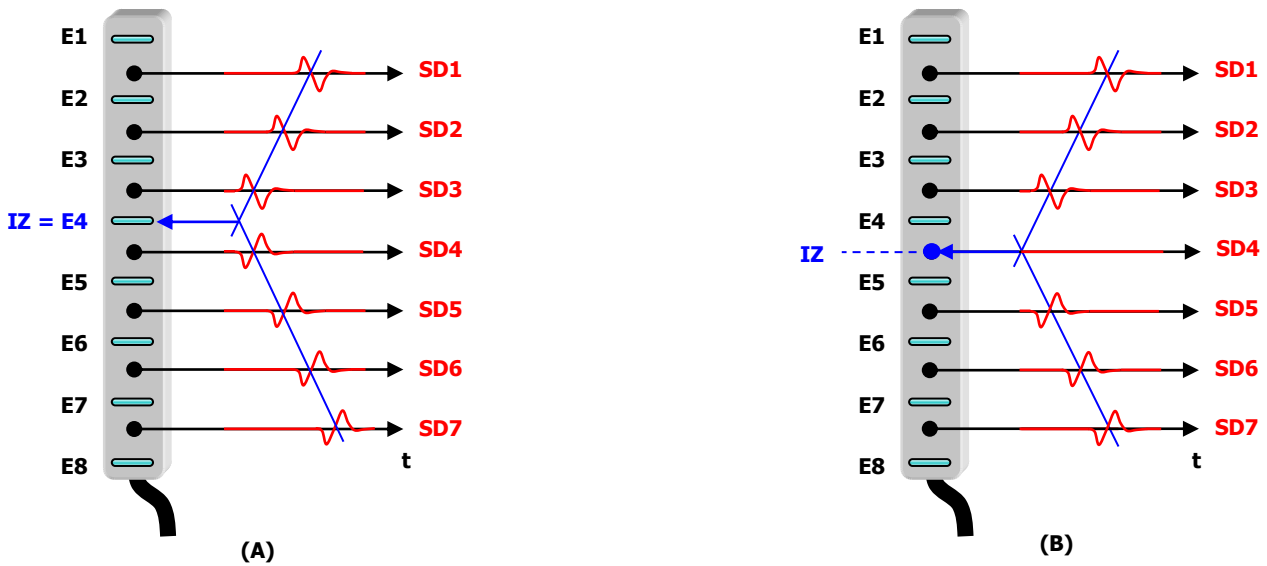 E1
SD1
E2
SD2
E3
SD3
IZ = E4
SD4
E5
SD5
E6
SD6
E7
SD7
E8
t
(A)
E1
SD1
E2
SD2
E3
SD3
E4
IZ
SD4
E5
SD5
E6
SD6
E7
SD7
E8
t
(B)